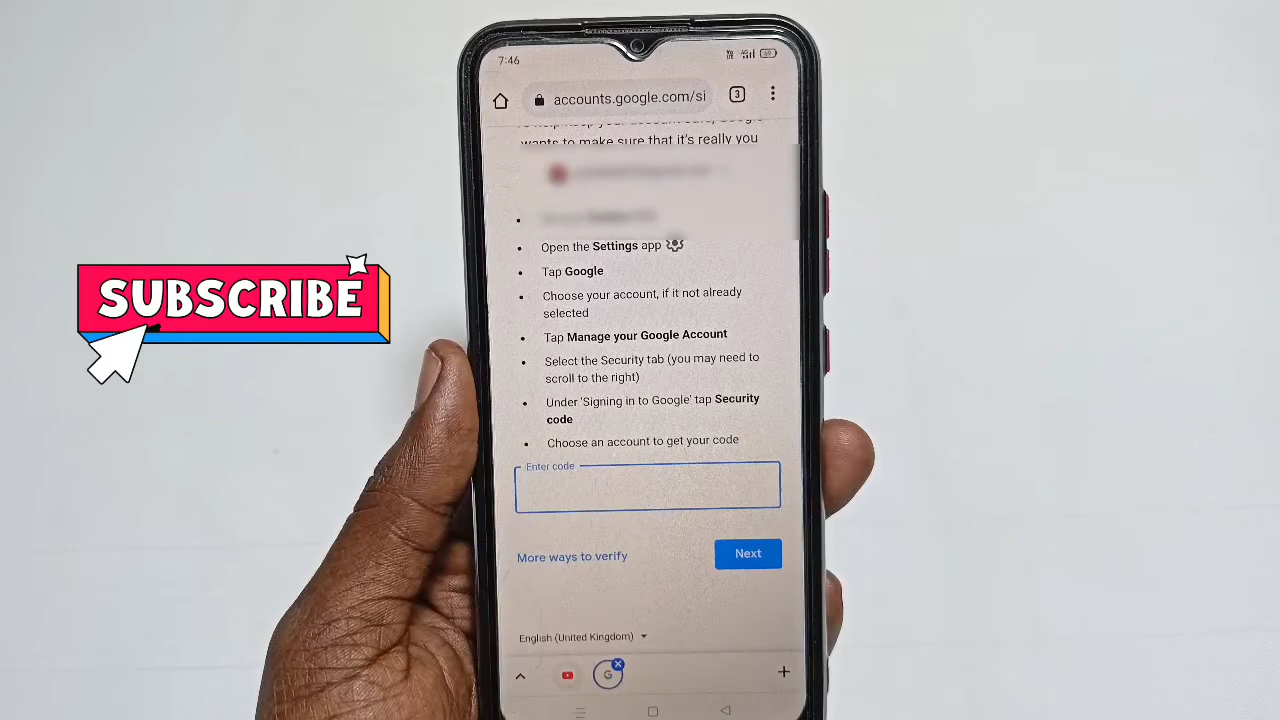 7:46
accounts.google.com/si
3
wants to make sure that it's really you
Open the Settings app
Tap Google
Choose your account, if it not already
selected
Tap Manage your Google Account
Select the Security tab (you may need to
scroll to the right)
Under 'Signing in to Google' tap Security
code
Choose an account to get your code
Enter code
More ways to verify
Next
English (United Kingdom)
SUBSCRIBE